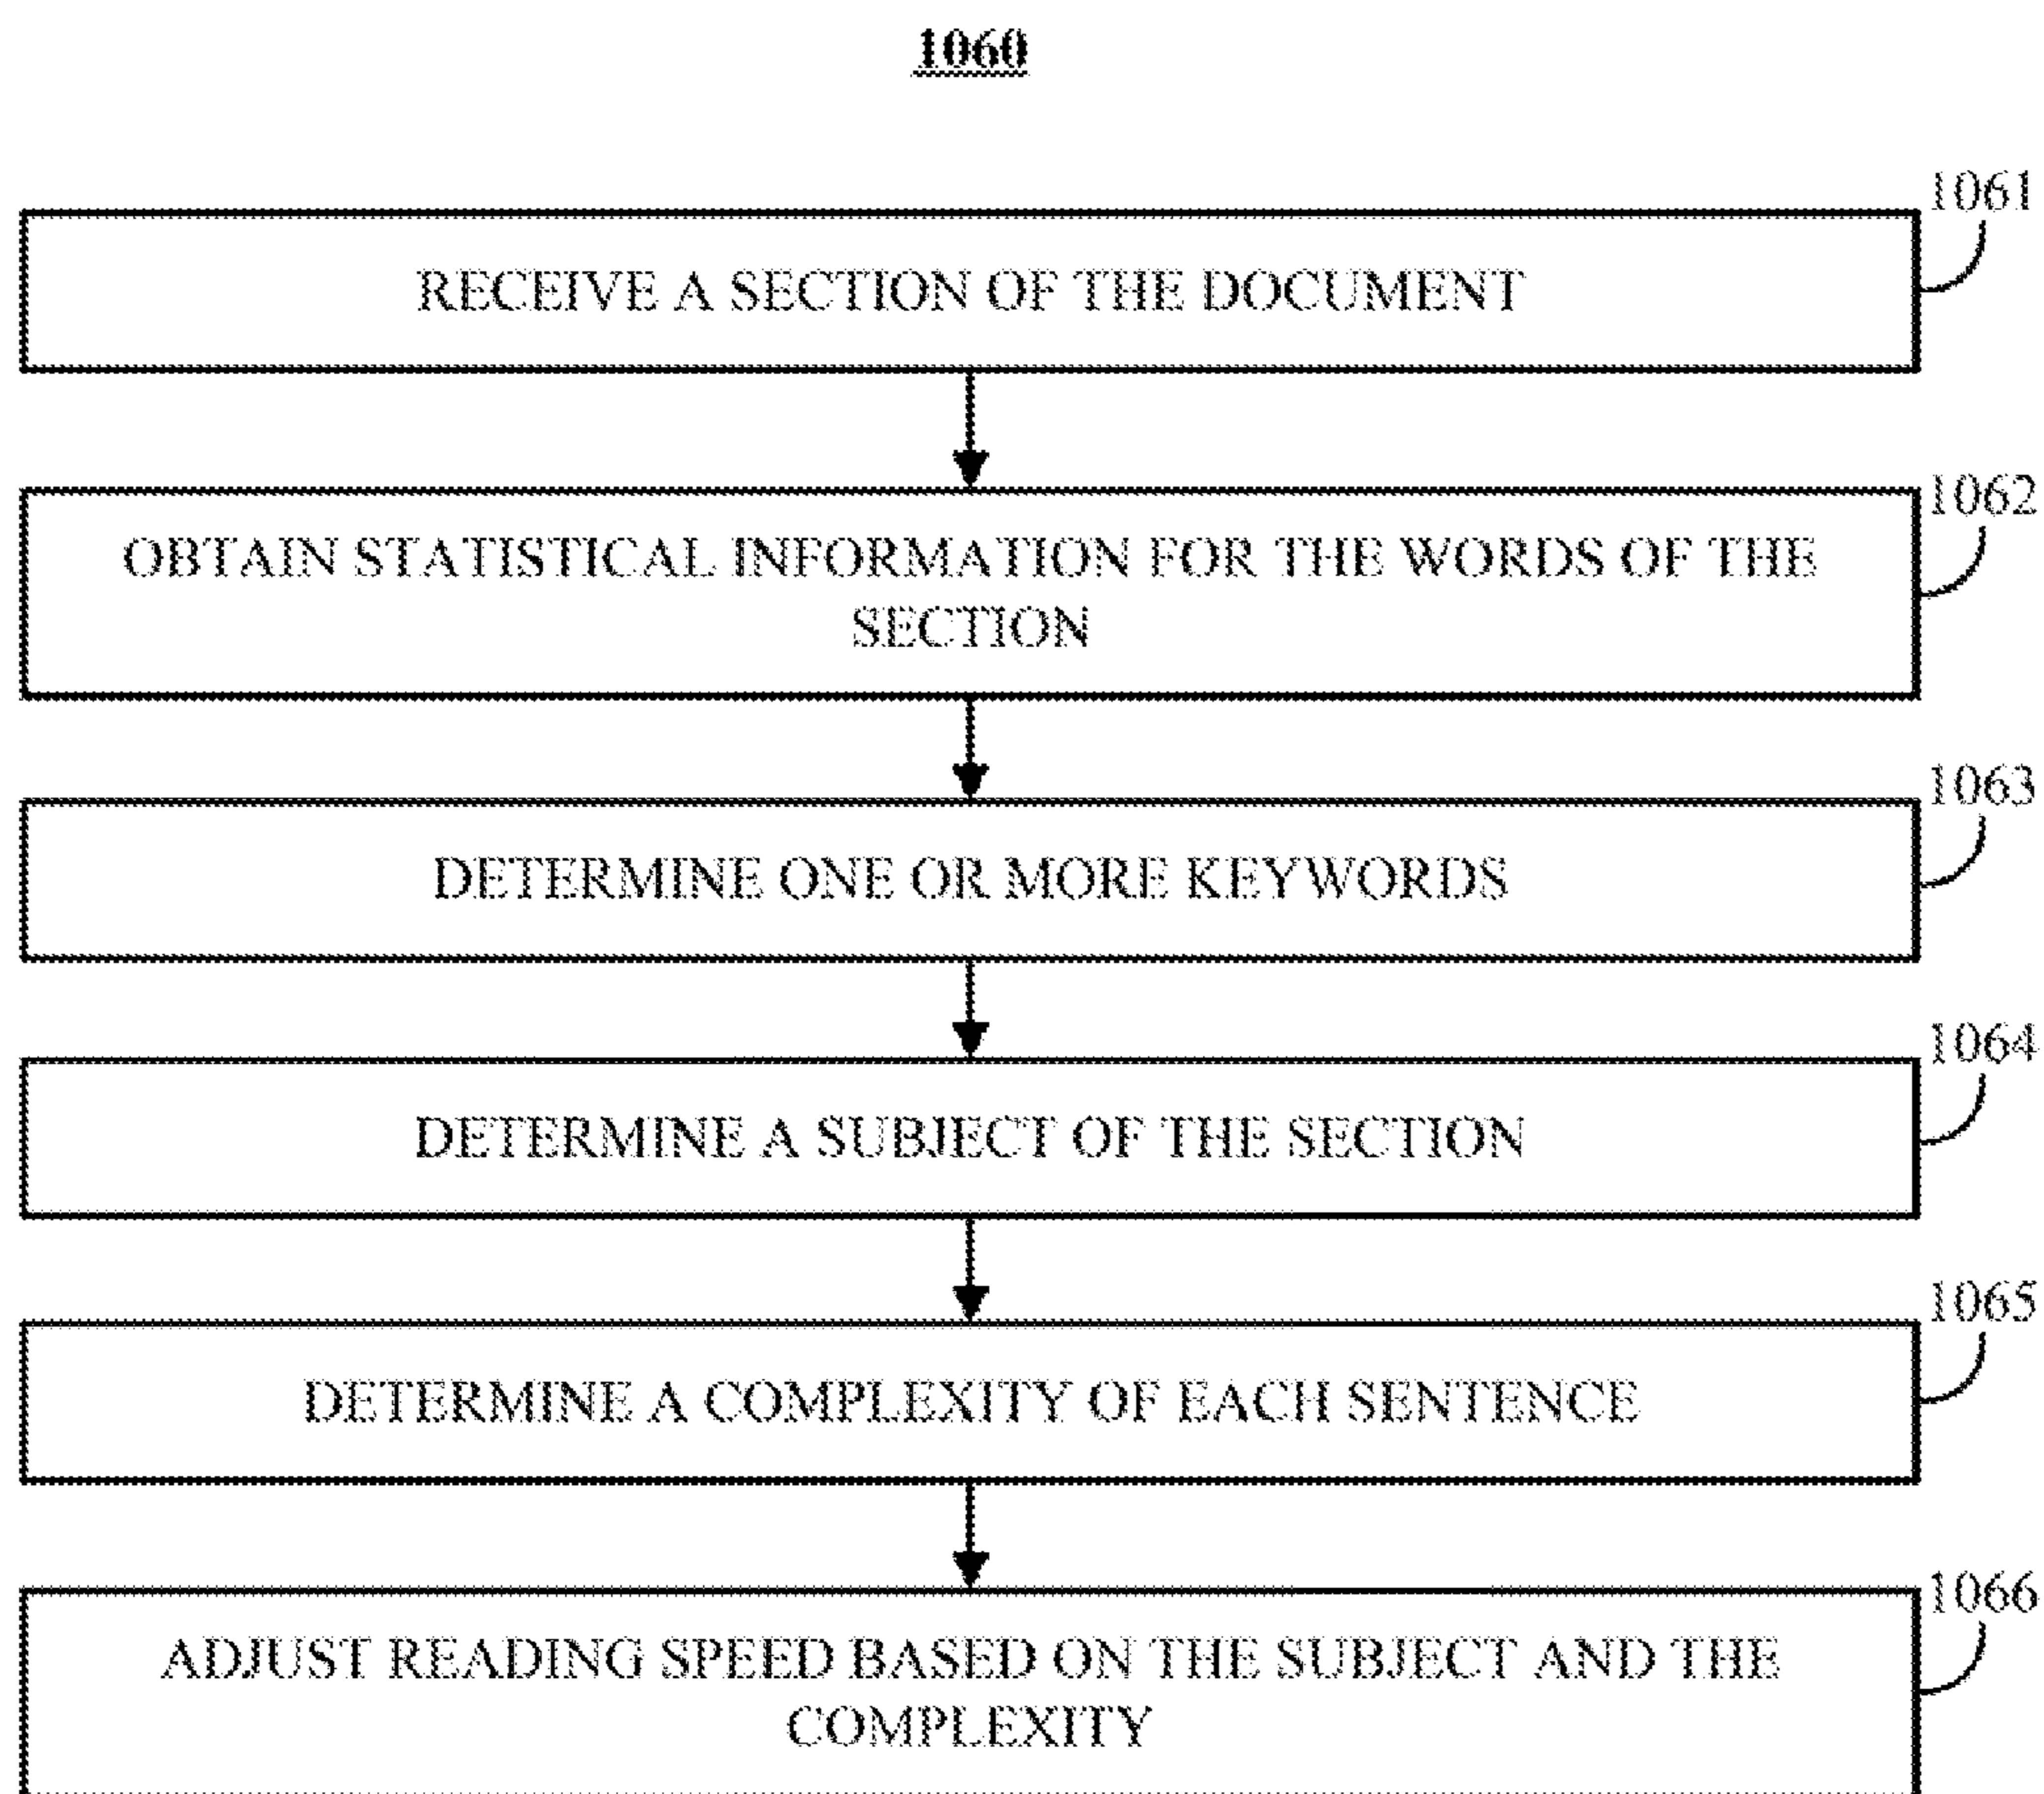 1060
1061
RECEIVE A SECTION OF THE DOCUMENT
1062
OBTAIN STATISTICAL INFORMATION FOR THE WORDS OF THE
SECTION
1063
DETERMINE ONE OR MORE KEYWORDS
1064
DETERMINE A SUBJECT OF THE SECTION
1065
DETERMINE A COMPLEXITY OF EACH SENTENCE
1066
ADJUST READING SPEED BASED ON THE SUBJECT AND THE
COMPLEXITY